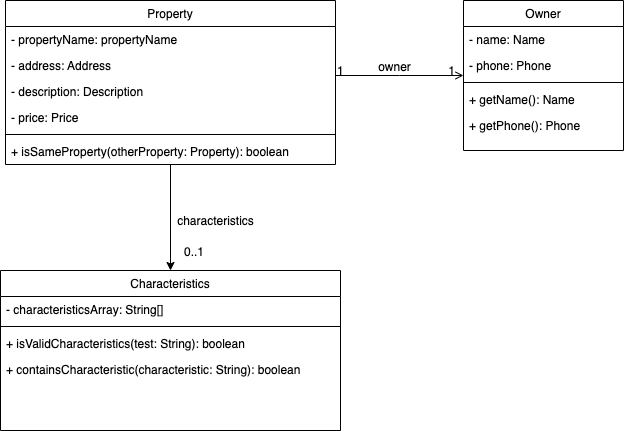 Property
- propertyName: propertyName
- address: Address
- description: Description
- price: Price
+ isSameProperty(otherProperty: Property): boolean
1
owner
1
Owner
- name: Name
- phone: Phone
+ getName(): Name
+ getPhone(): Phone
characteristics
0..1
Characteristics
- characteristicsArray: String[]
+ isValidCharacteristics(test: String): boolean
+ containsCharacteristic(characteristic: String): boolean